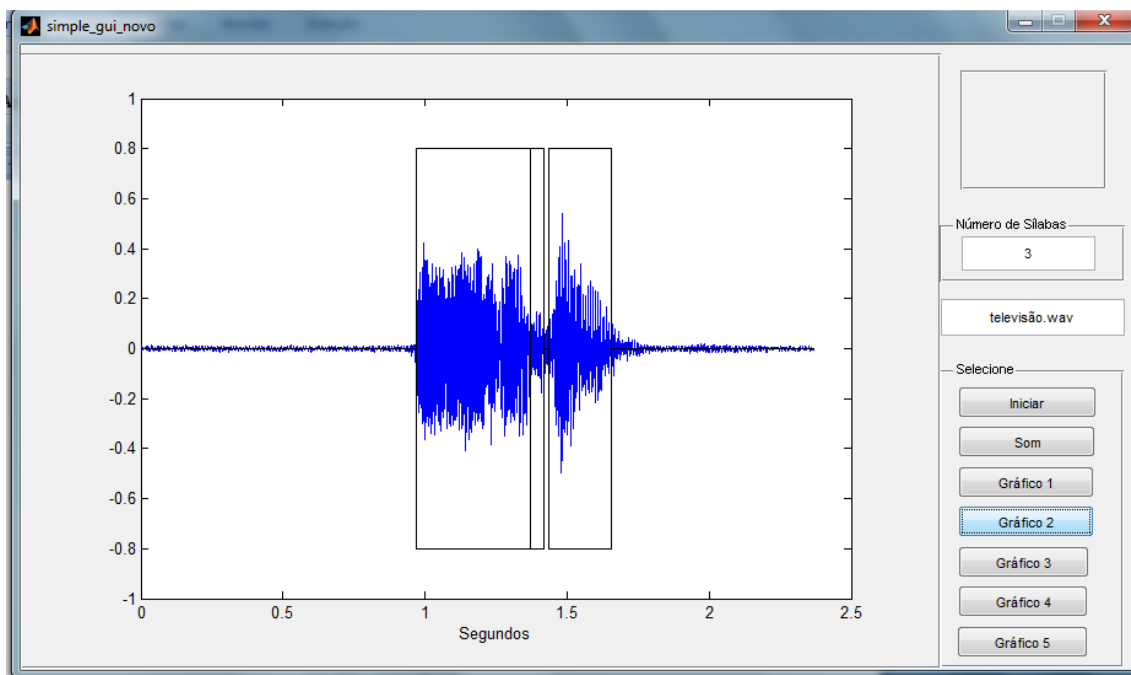 simple_gui_novo
1
0.8
0.6
0.4
0.2
0
-0.2
-0.4
-0.6
-0.8
-1
0
0.5
1
1.5
2
2.5
Segundos
Número de Sílabas
3
televisão.wav
Selecione
Iniciar
Som
Gráfico 1
Gráfico 2
Gráfico 3
Gráfico 4
Gráfico 5